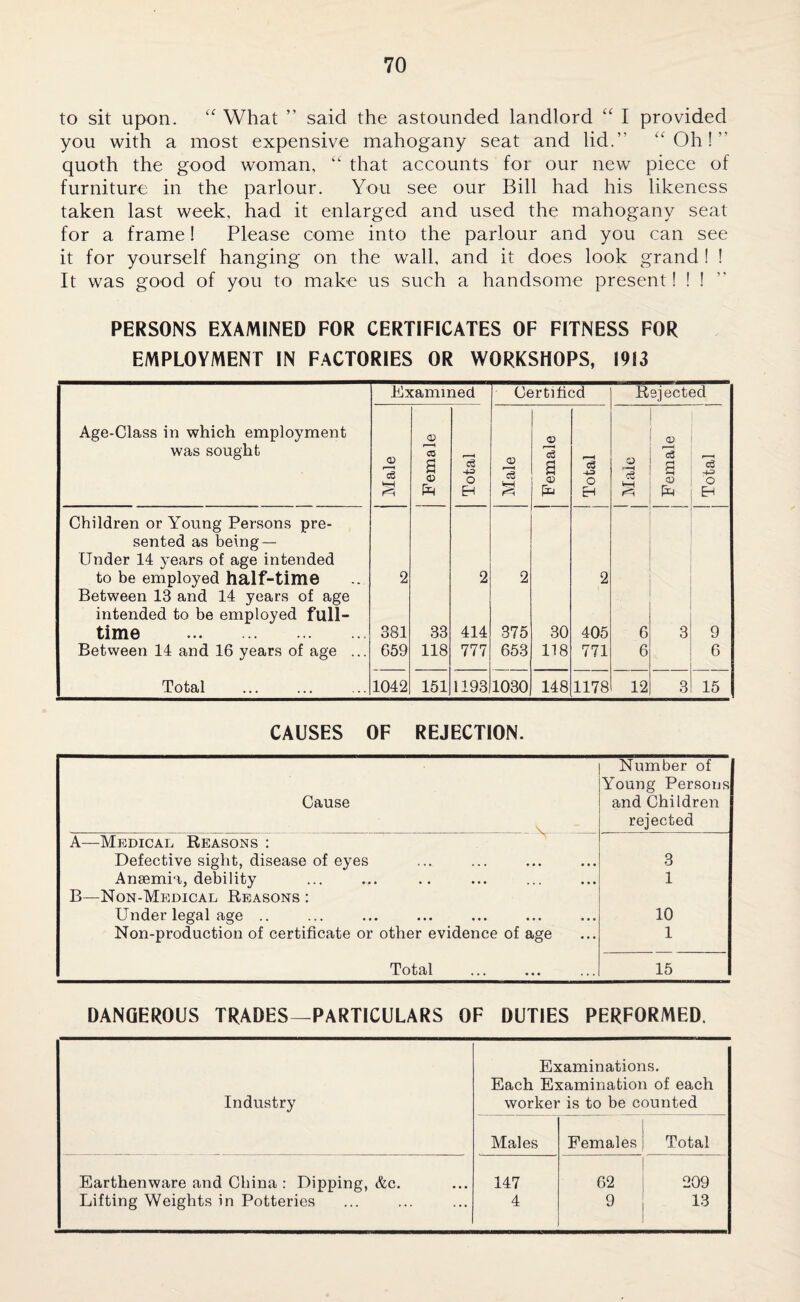 70
to sit upon. “ What ” said the astounded landlord “ I provided
you with a most expensive mahogany seat and lid.” “ Oh ! ”
quoth the good woman, “ that accounts for our new piece of
furniture in the parlour. You see our Bill had his likeness
taken last week, had it enlarged and used the mahogany seat
for a frame ! Please come into the parlour and you can see
it for yourself hanging on the wall, and it does look grand ! !
It was good of you to make us such a handsome present ! ! ! ”
PERSONS EXAMINED FOR CERTIFICATES OF FITNESS FOR
EMPLOYMENT IN FACTORIES OR WORKSHOPS, 1913
Age-Class in which employment was sought | Examined | Certified | Rejected
Male | Female | Total | Male | Female | Total | Male | Female | Total
Children or Young Persons pre-
sented as being—
Under 14 years of age intended
to be employed half-time .. 2 2 2 2
Between 13 and 14 years of age
intended to be employed full-
time ... ... ... ... 381 33 414 375 30 405 6 3 9
Between 14 and 16 years of age ... 659 118 777 653 118 771 6 6
Total ... ... ... 1042 151 1193 1030 148 1178 12 3 15
CAUSES OF REJECTION.
Cause | Number of Young Persons and Children rejected
A—Medical Reasons :
Defective sight, disease of eyes ... ... ... ... 3
Anæmia, debility ... ... .. ... ... ... 1
B—Non-Medical Reasons :
Under legal age .. ... ... ... ... ... ... 10
Non-production of certificate or other evidence of age ... 1
Total ... ... ... 15
DANGEROUS TRADES—PARTICULARS OF DUTIES PERFORMED.
Industry | Examinations. Each Examination of each worker is to be counted
Males | Females | Total
Earthenware and China : Dipping, &c. ... 147 62 209
Lifting Weights in Potteries ... ... ... 4 9 13